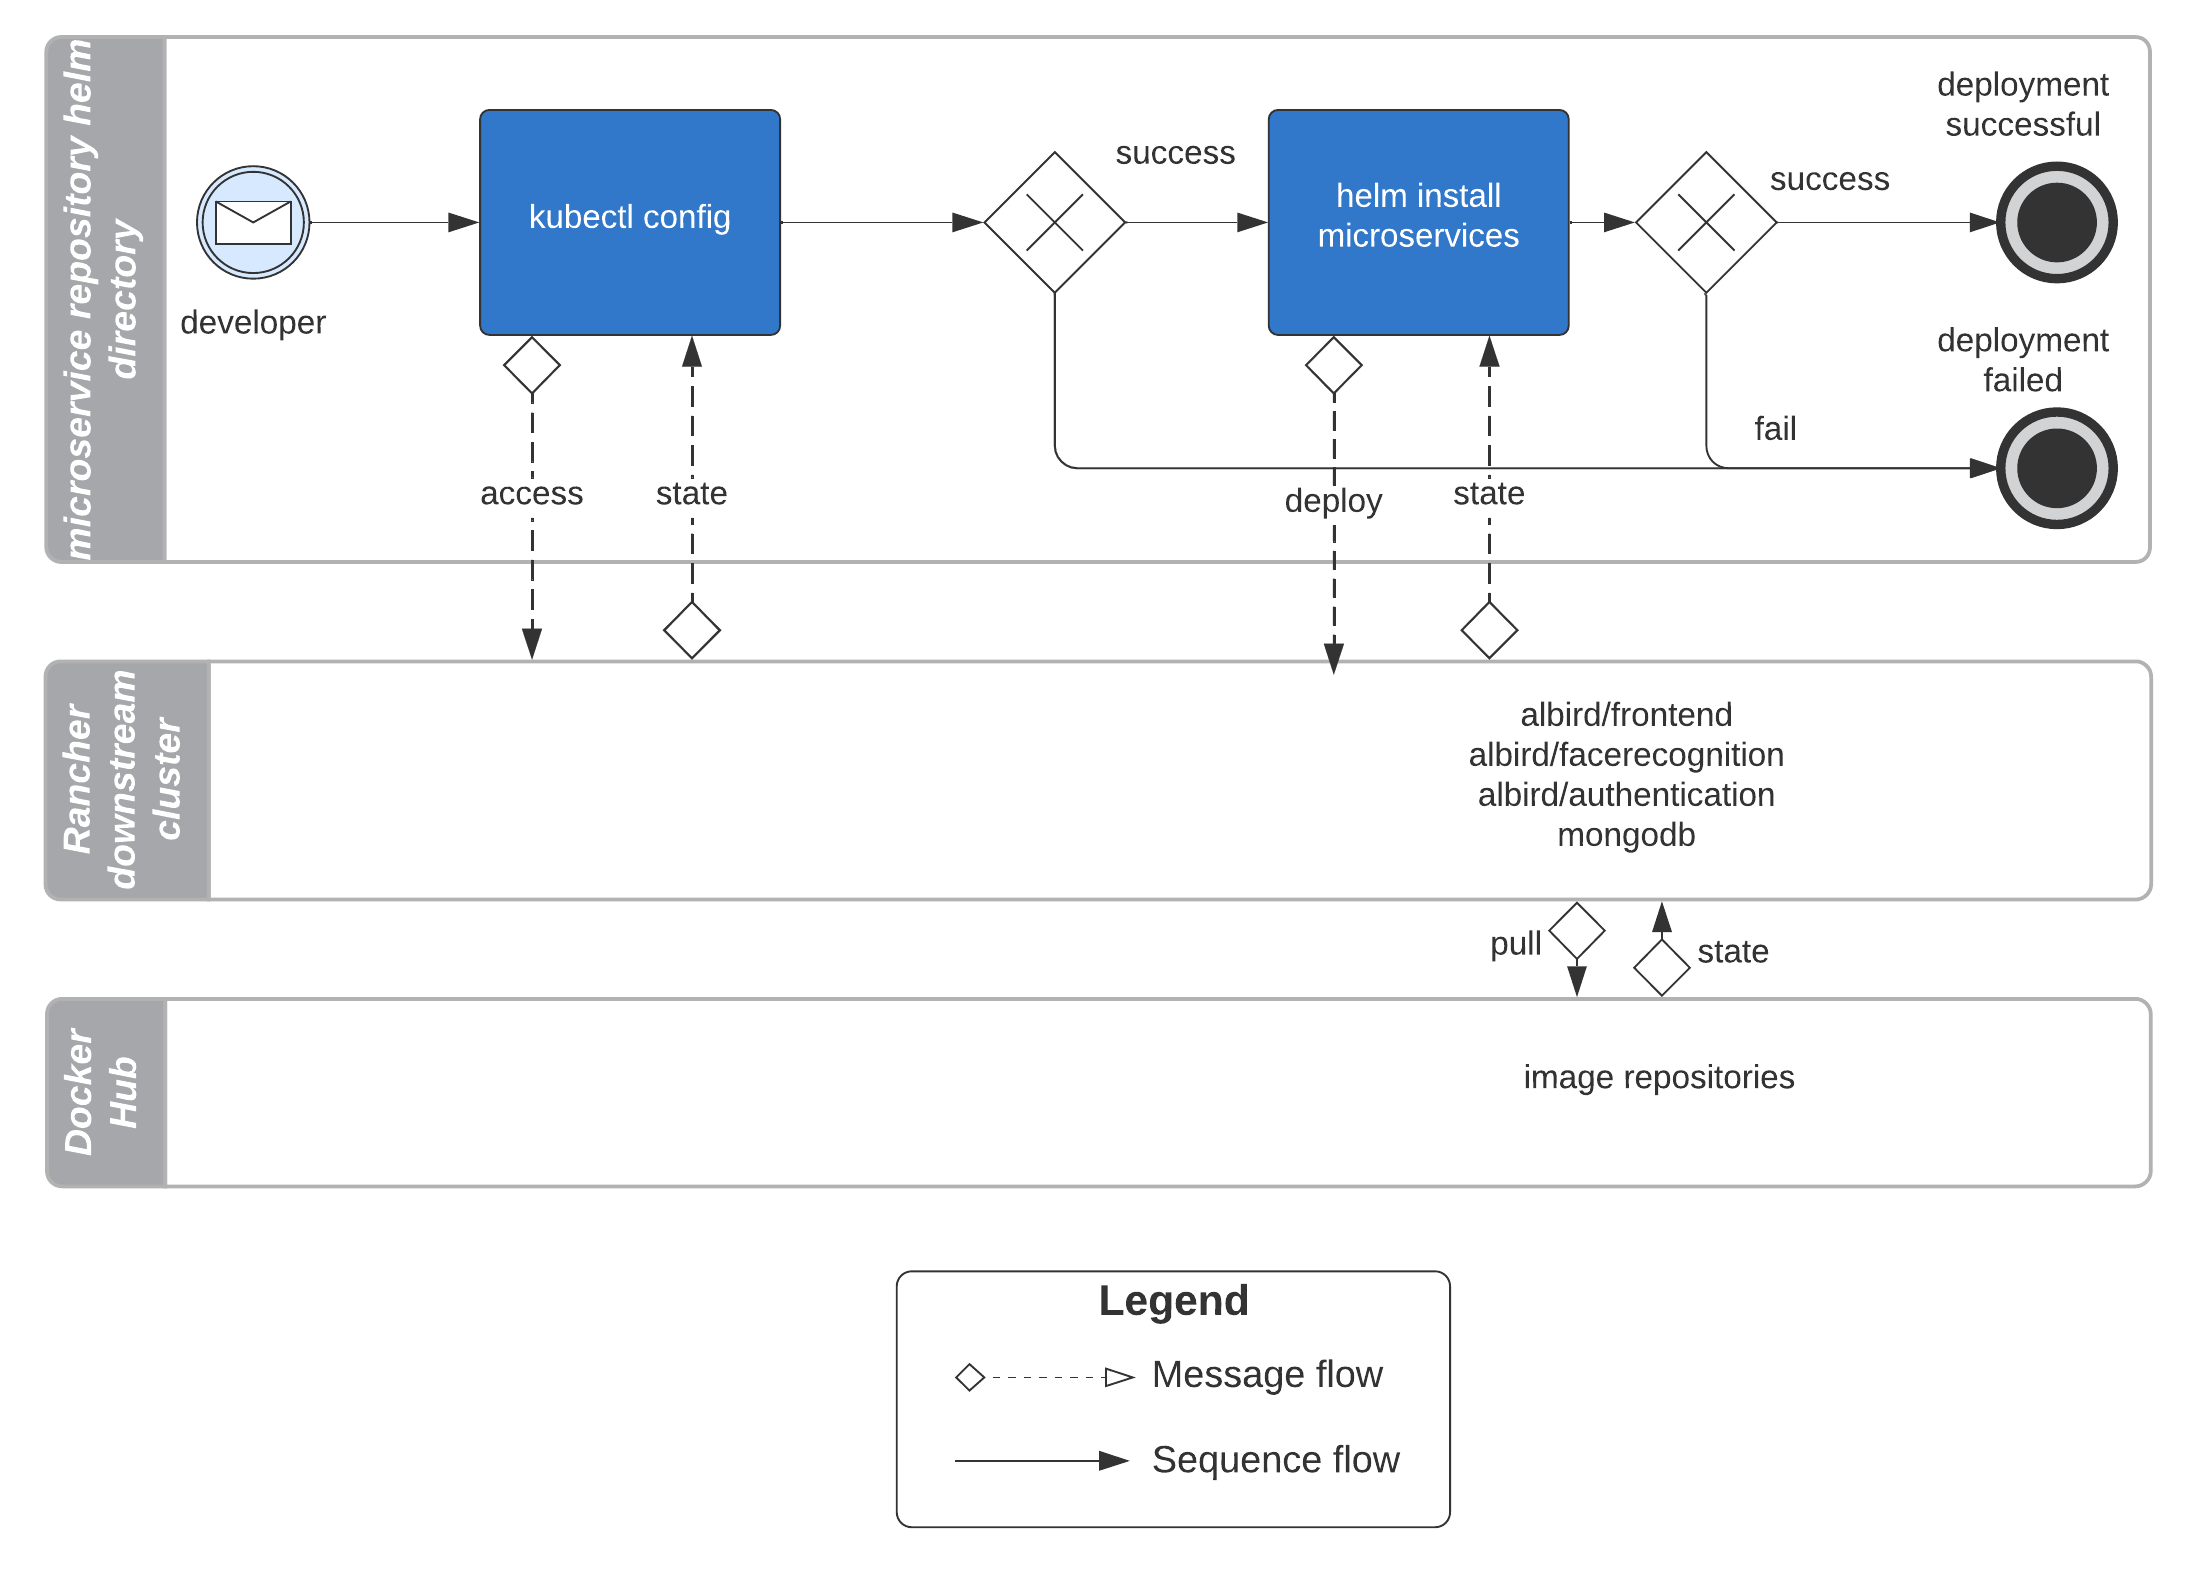 microservice repository helm
directory
developer
kubectl config
success
helm install
microservices
success
deployment
successful
deployment
failed
fail
access
state
deploy
state
Rancher
downstream
cluster
albird/frontend
albird/facerecognition
albird/authentication
mongodb
pull
state
Docker
Hub
image repositories
Legend
Message flow
Sequence flow